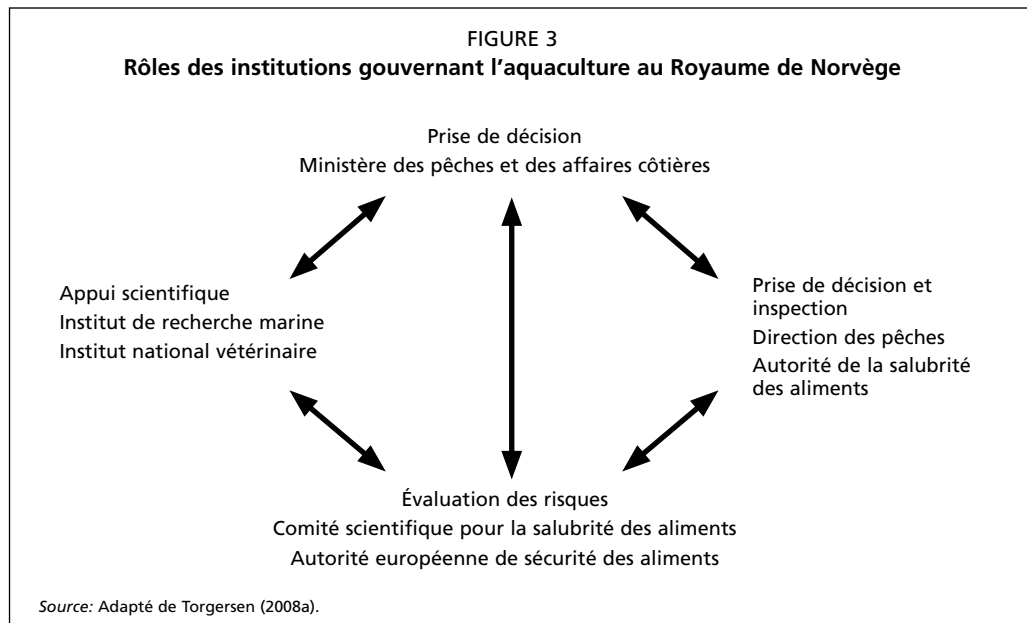 FIGURE 3
Rôles des institutions gouvernant l’aquaculture au Royaume de Norvège
Prise de décision
Ministère des pêches et des affaires côtières
Appui scientifique
Institut de recherche marine
Institut national vétérinaire
Prise de décision et
inspection
Direction des pêches
Autorité de la salubrité
des aliments
Évaluation des risques
Comité scientifique pour la salubrité des aliments
Autorité européenne de sécurité des aliments
Source: Adapté de Torgersen (2008a).